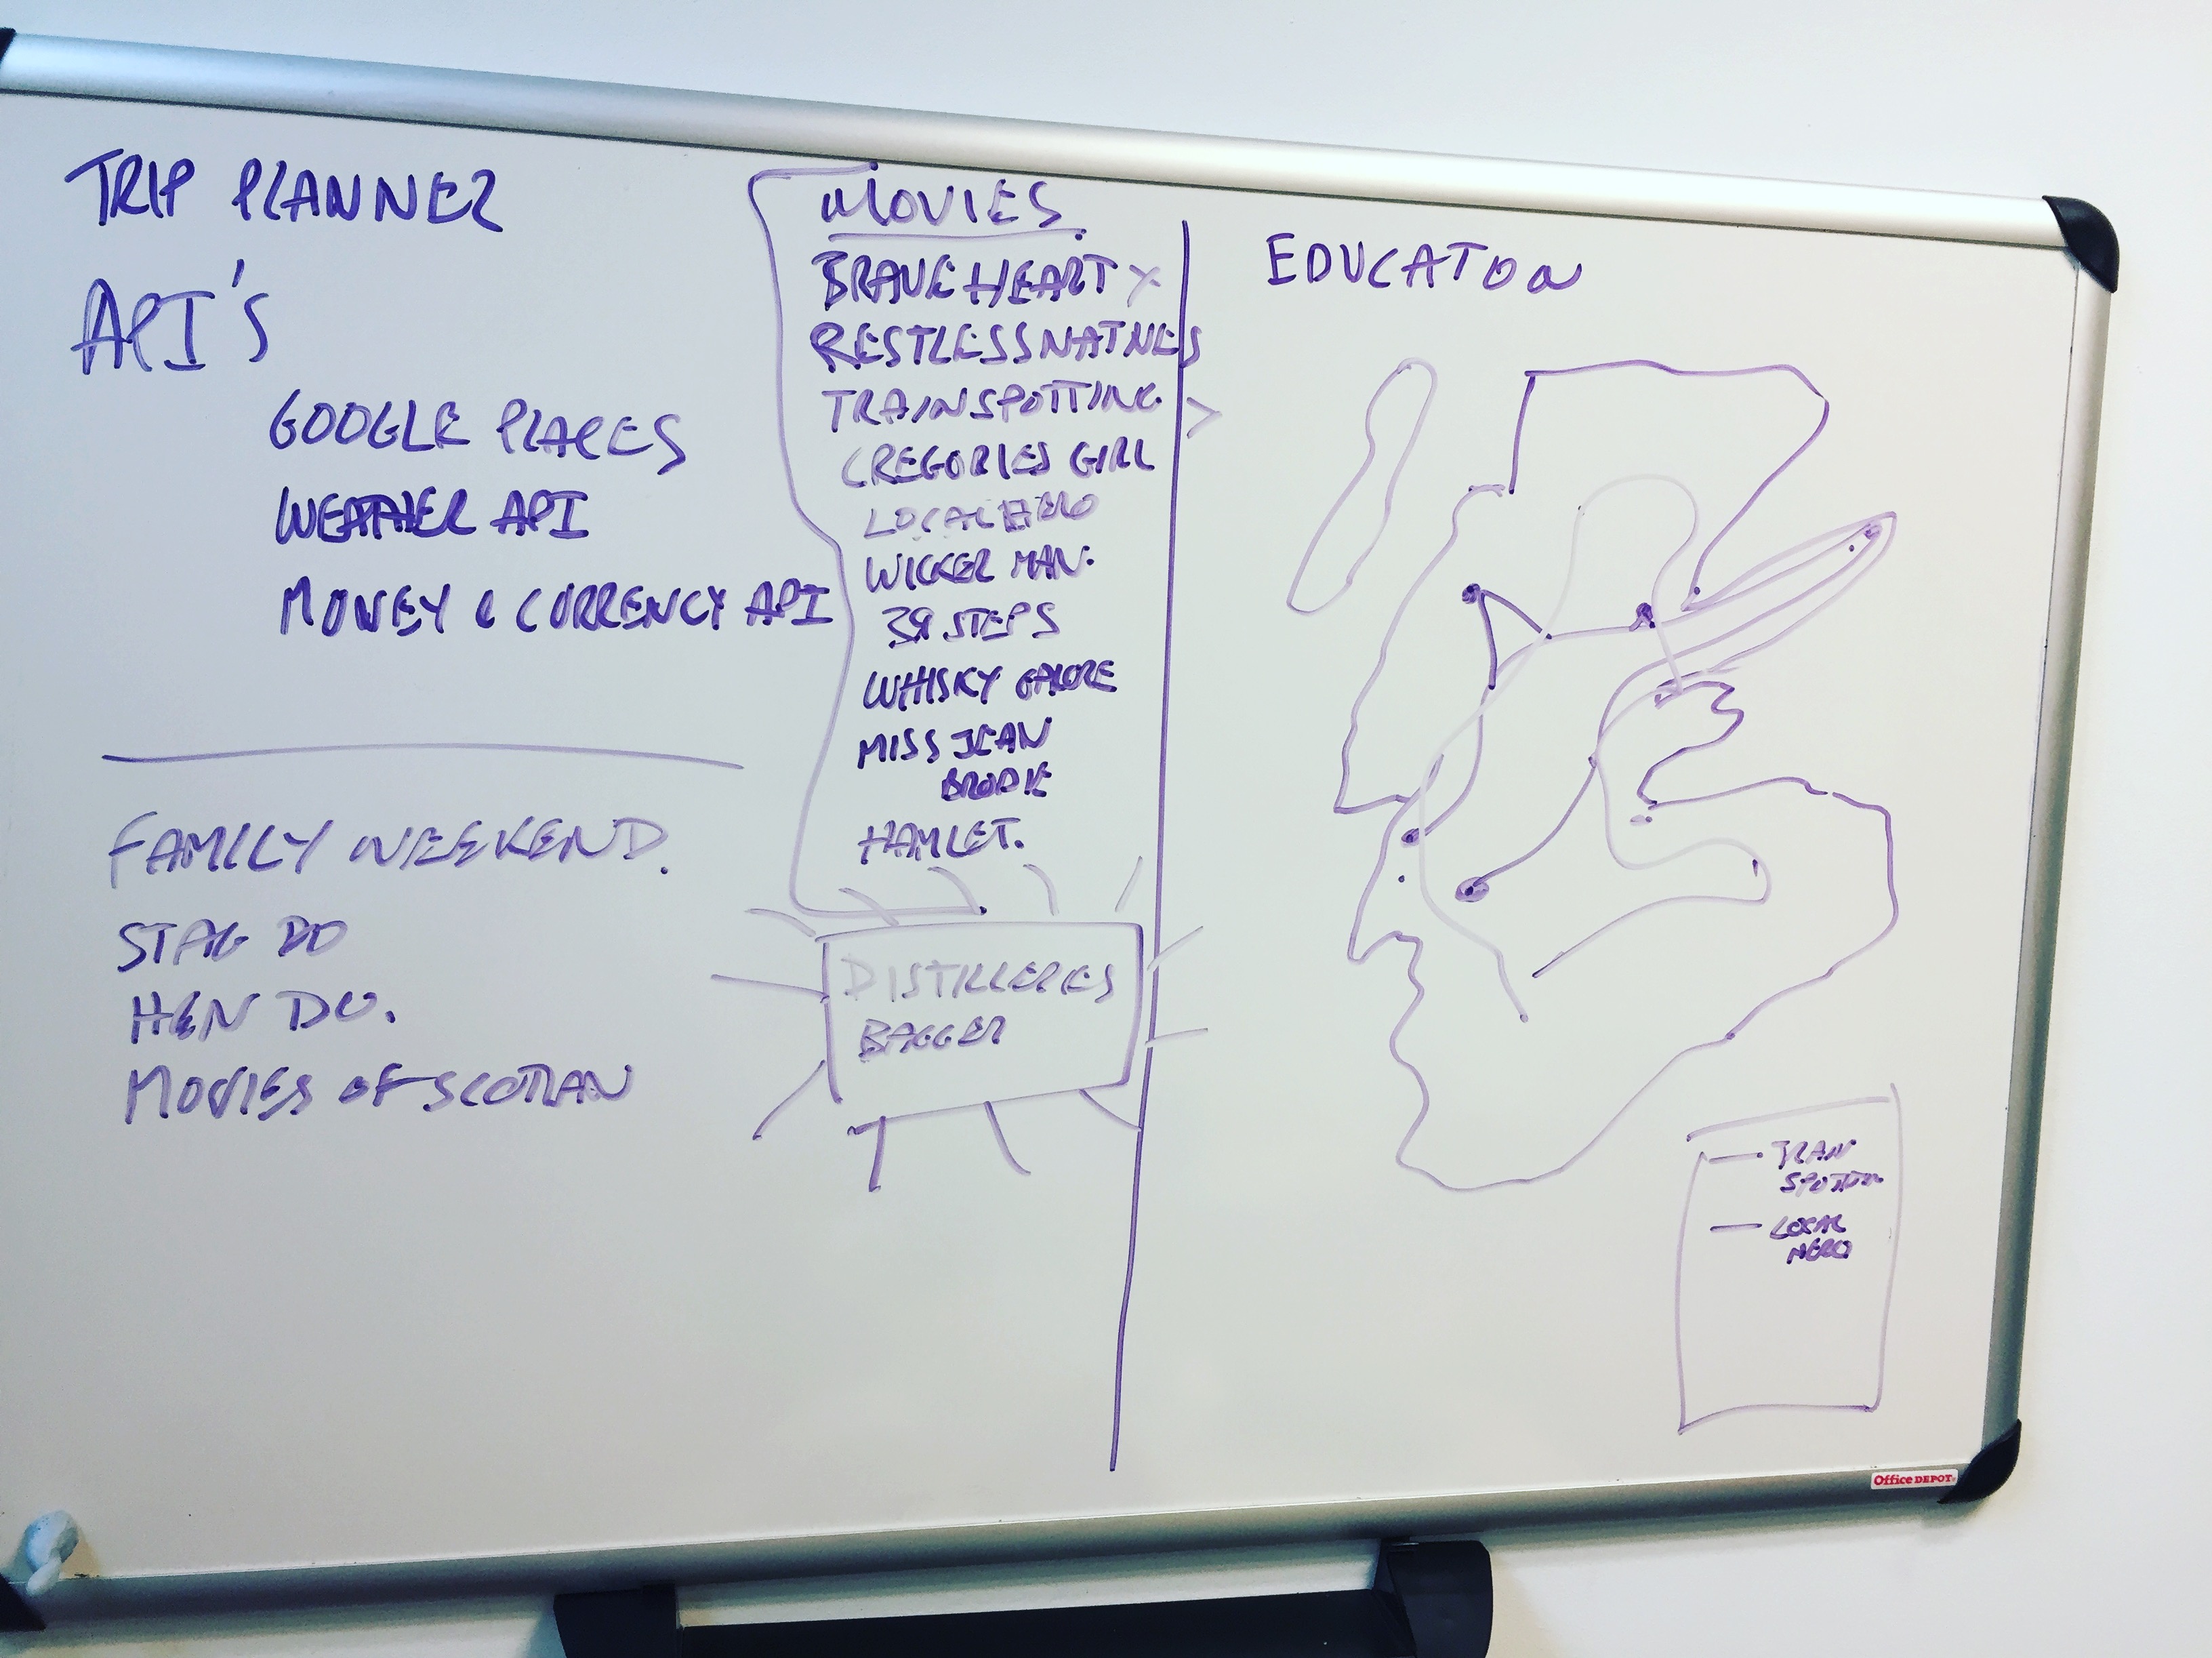 TRIP PLANNER
API'S
GOOGLE PLACES
WEATHER API
MONEY & CURRENCY API
FAMILY WEEKEND.
STAG DO
HEN DO.
MOVIES OF SCOTLAN
MOVIES
BRAVEHEART X
RESTLESS NATIVES
TRAINSPOTTING
GREGORIES GIRL
LOCAL HERO
WICKER MAN.
39 STEPS
WHISKY GALORE
MISS JEAN
BRODIE
HAMLET.
DISTILLERIES
BAGGER
EDUCATON
TRAIN
SPOTTIN
LOCAL
HERO
Office DEPOT